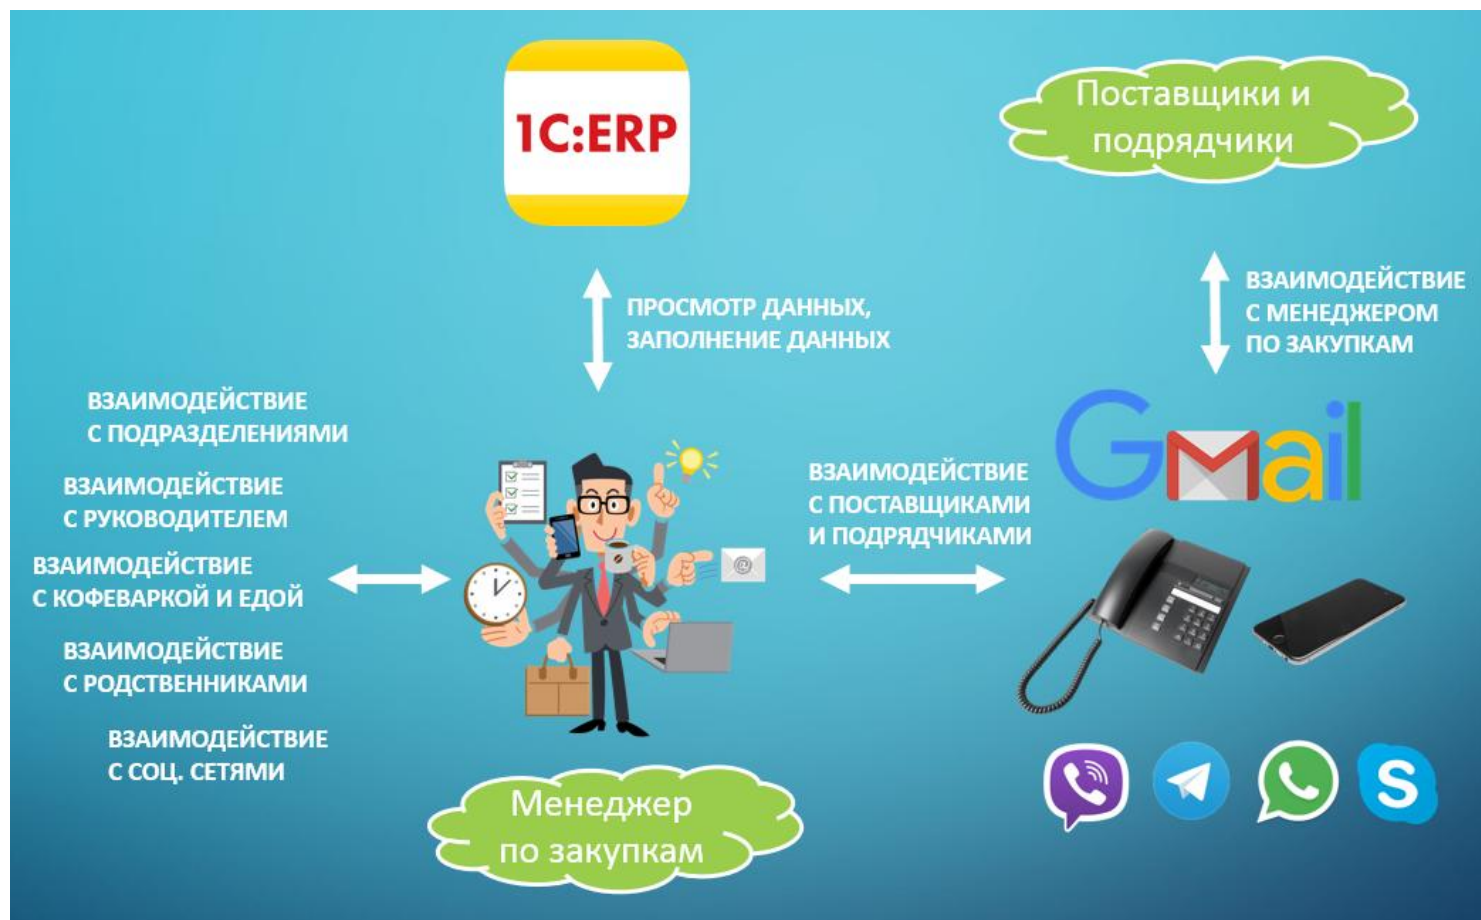 1С:ERP
Поставщики и
подрядчики
ПРОСМОТР ДАННЫХ,
ЗАПОЛНЕНИЕ ДАННЫХ
ВЗАИМОДЕЙСТВИЕ
С МЕНЕДЖЕРОМ
ПО ЗАКУПКАМ
ВЗАИМОДЕЙСТВИЕ
С ПОДРАЗДЕЛЕНИЯМИ
ВЗАИМОДЕЙСТВИЕ
С РУКОВОДИТЕЛЕМ
ВЗАИМОДЕЙСТВИЕ
С КОФЕВАРКОЙ И ЕДОЙ
ВЗАИМОДЕЙСТВИЕ
С РОДСТВЕННИКАМИ
ВЗАИМОДЕЙСТВИЕ
С СОЦ. СЕТЯМИ
ВЗАИМОДЕЙСТВИЕ
С ПОСТАВЩИКАМИ
И ПОДРЯДЧИКАМИ
@
Gmail
S
Менеджер
по закупкам